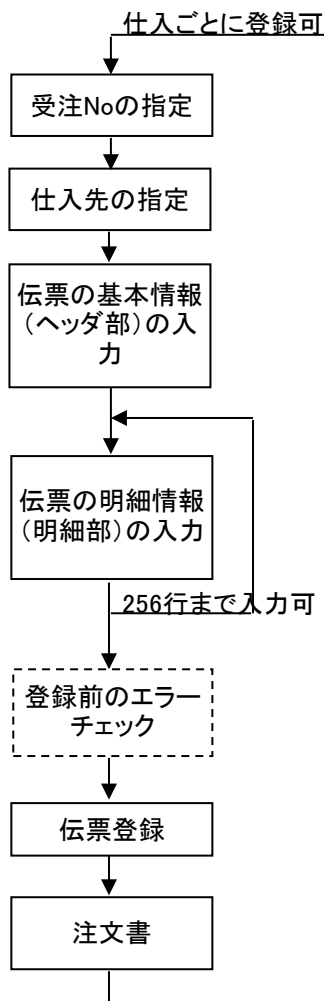 仕入ごとに登録可
受注Noの指定
仕入先の指定
伝票の基本情報
（ヘッダ部）の入
力
伝票の明細情報
（明細部）の入力
256行まで入力可
登録前のエラー
チェック
伝票登録
注文書